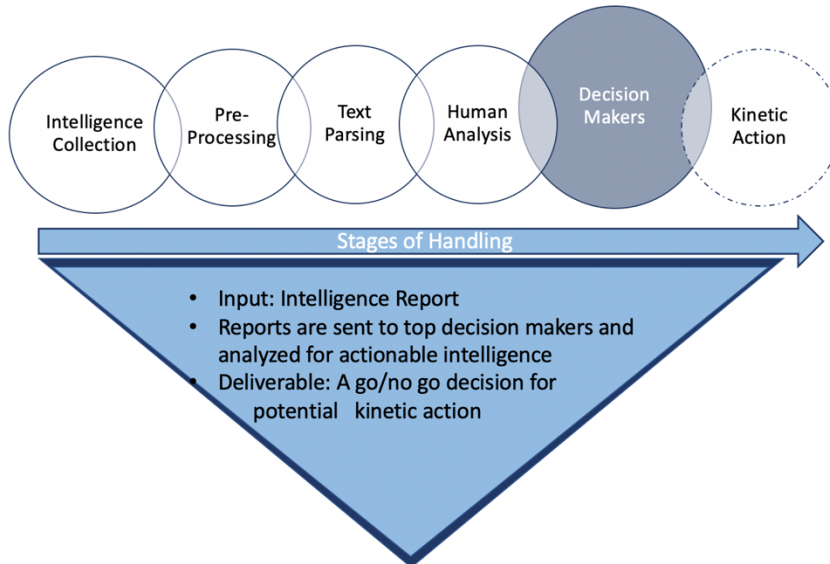 Intelligence
Collection
Pre-
Processing
Text
Parsing
Human
Analysis
Decision
Makers
Kinetic
Action
Stages of Handling
• Input: Intelligence Report
• Reports are sent to top decision makers and
analyzed for actionable intelligence
• Deliverable: A go/no go decision for
potential kinetic action